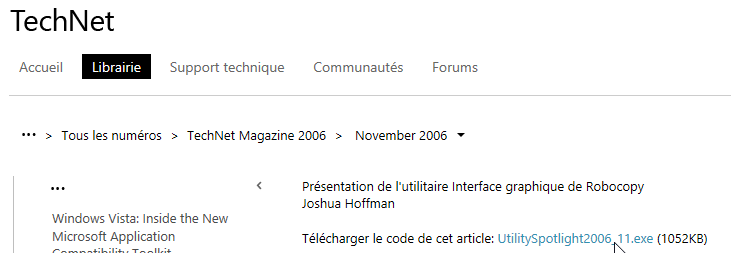 TechNet
Accueil Librairie Support technique Communautés Forums
••• > Tous les numéros > TechNet Magazine 2006 > November 2006
•••
Windows Vista: Inside the New
Microsoft Application
Compatibility Toolkit
Présentation de l'utilitaire Interface graphique de Robocopy
Joshua Hoffman
Télécharger le code de cet article: UtilitySpotlight2006_11.exe (1052KB)